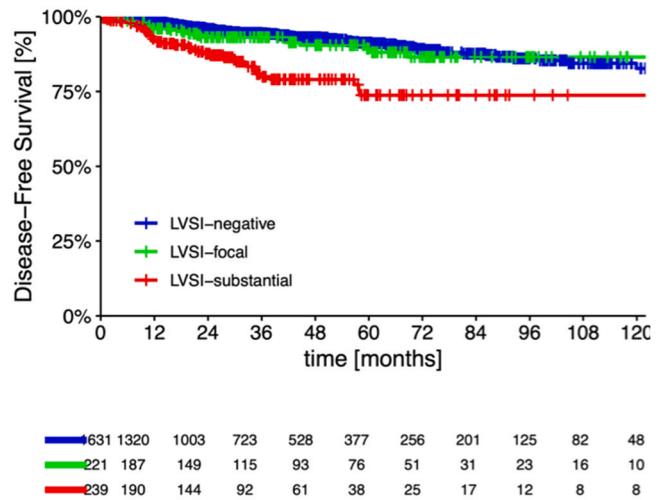 100%
75%
50%
25%
0%
Disease−Free Survival [%]
LVSI−negative
LVSI−focal
LVSI−substantial
0 12 24 36 48 60 72 84 96 108 120
time [months]
1320 1003 723 528 377 256 201 125 82 48
221 187 149 115 93 76 51 31 23 16 10
239 190 144 92 61 38 25 17 12 8 8